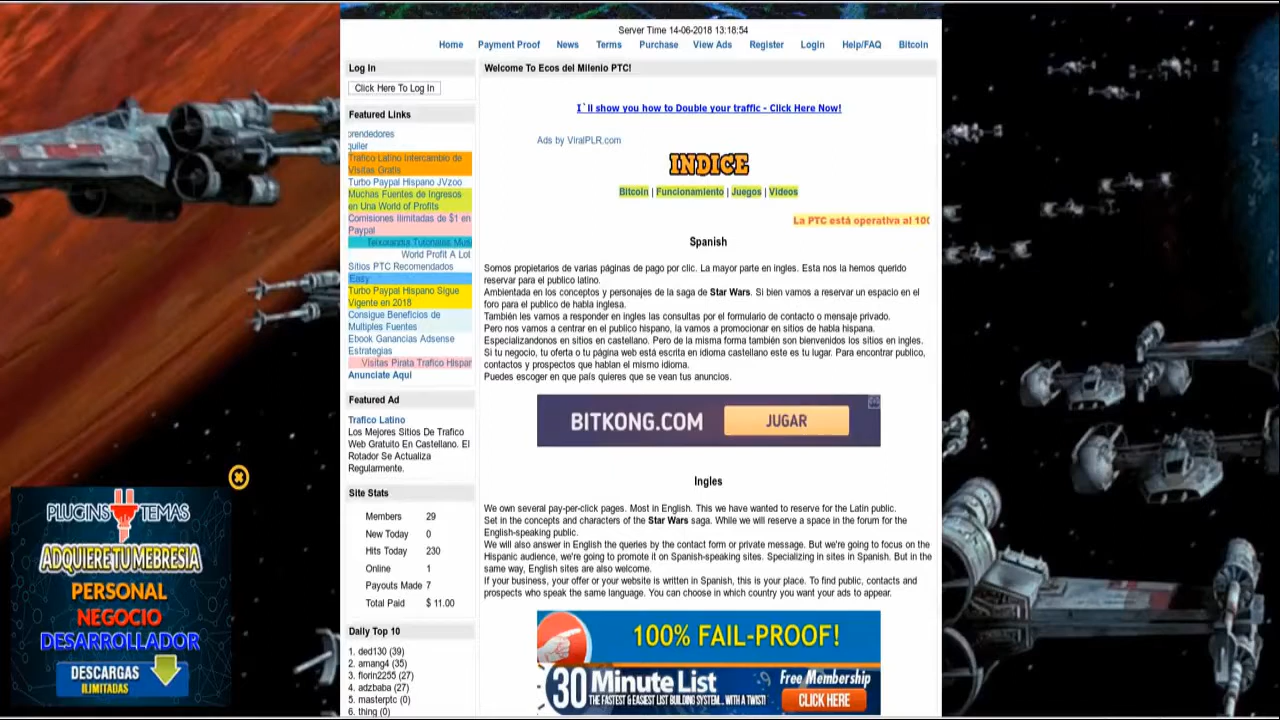 Server Time 14-06-2018 13:18:54
Home Payment Proof News Terms Purchase View Ads Register Login Help/FAQ Bitcoin
Log In
Click Here To Log In
Featured Links
prendedores
quiler
Trafico Latino Intercambio de
Visitas Gratis
Turbo Paypal Hispano JVzoo
Muchas Fuentes de Ingresos
en Una World of Profits
Comisiones Ilimitadas de $1 en
Paypal
Teixolandia Tutoriales Mus
World Profit A Lot
Sitios PTC Recomendados
Easy
Turbo Paypal Hispano Sigue
Vigente en 2018
Consigue Beneficios de
Multiples Fuentes
Ebook Ganancias Adsense
Estrategias
Visitas Pirata Trafico Hispar
Anunciate Aqui
Featured Ad
Trafico Latino
Los Mejores Sitios De Trafico
Web Gratuito En Castellano. El
Rotador Se Actualiza
Regularmente.
Site Stats
Members 29
New Today 0
Hits Today 230
Online 1
Payouts Made 7
Total Paid $ 11.00
Daily Top 10
1. ded130 (39)
2. amang4 (35)
3. florin2255 (27)
4. adzbaba (27)
5. masterptc (0)
6. thing (0)
Welcome To Ecos del Milenio PTC!
I`ll show you how to Double your traffic - Click Here Now!
Ads by ViralPLR.com
INDICE
Bitcoin | Funcionamiento | Juegos | Videos
La PTC está operativa al 100
Spanish
Somos propietarios de varias páginas de pago por clic. La mayor parte en ingles. Esta nos la hemos querido
reservar para el publico latino.
Ambientada en los conceptos y personajes de la saga de Star Wars. Si bien vamos a reservar un espacio en el
foro para el publico de habla inglesa.
También les vamos a responder en ingles las consultas por el formulario de contacto o mensaje privado.
Pero nos vamos a centrar en el publico hispano, la vamos a promocionar en sitios de habla hispana.
Especializandonos en sitios en castellano. Pero de la misma forma también son bienvenidos los sitios en ingles.
Si tu negocio, tu oferta o tu página web está escrita en idioma castellano este es tu lugar. Para encontrar publico,
contactos y prospectos que hablan el mismo idioma.
Puedes escoger en que país quieres que se vean tus anuncios.
BITKONG.COM JUGAR
Ingles
We own several pay-per-click pages. Most in English. This we have wanted to reserve for the Latin public.
Set in the concepts and characters of the Star Wars saga. While we will reserve a space in the forum for the
English-speaking public.
We will also answer in English the queries by the contact form or private message. But we're going to focus on the
Hispanic audience, we're going to promote it on Spanish-speaking sites. Specializing in sites in Spanish. But in the
same way, English sites are also welcome.
If your business, your offer or your website is written in Spanish, this is your place. To find public, contacts and
prospects who speak the same language. You can choose in which country you want your ads to appear.
100% FAIL-PROOF!
30 Minute List
THE FASTEST & EASIEST LIST BUILDING SYSTEM... WITH A TWIST!
Free Membership
CLICK HERE
PLUGINS Y TEMAS
ADQUIERE TU MEBRESIA
PERSONAL
NEGOCIO
DESARROLLADOR
DESCARGAS
ILIMITADAS